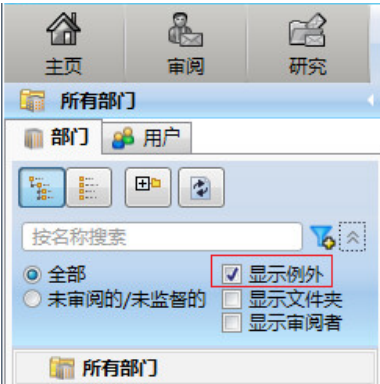 主页 审阅 研究
所有部门
部门 用户
按名称搜索
全部 显示例外
未审阅的/未监督的 显示文件夹
显示审阅者
所有部门